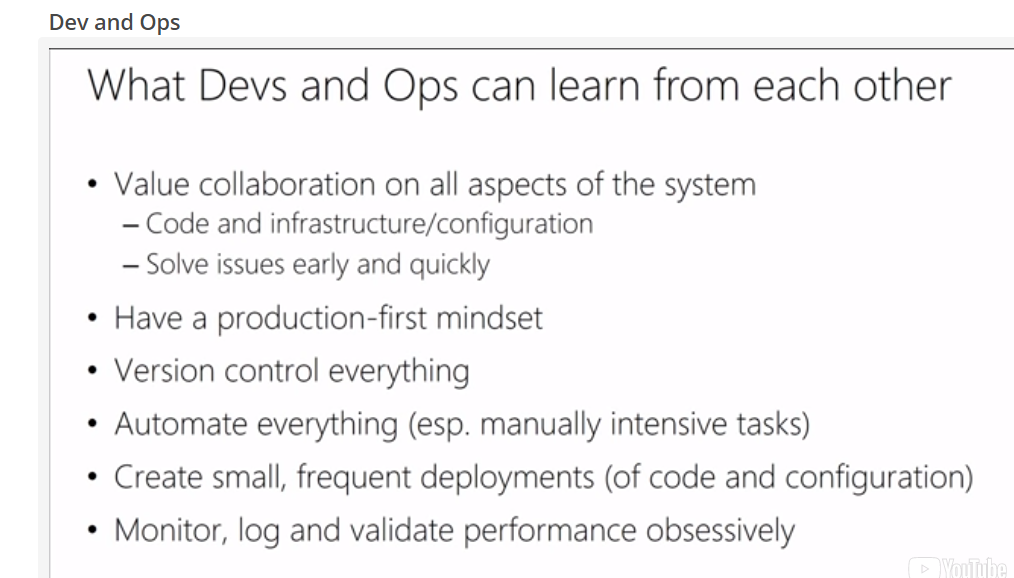 Dev and Ops
What Devs and Ops can learn from each other
• Value collaboration on all aspects of the system
– Code and infrastructure/configuration
– Solve issues early and quickly
• Have a production-first mindset
• Version control everything
• Automate everything (esp. manually intensive tasks)
• Create small, frequent deployments (of code and configuration)
• Monitor, log and validate performance obsessively
YouTube